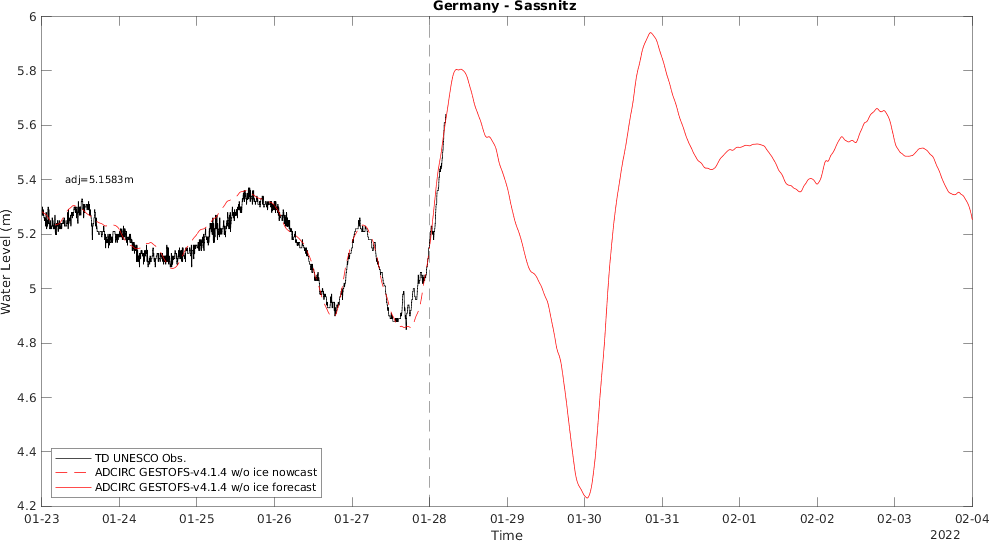 Germany - Sassnitz
Water Level (m)
6
5.8
5.6
5.4
5.2
5
4.8
4.6
4.4
4.2
adj=5.1583m
TD UNESCO Obs.
ADCIRC GESTOFS-v4.1.4 w/o ice nowcast
ADCIRC GESTOFS-v4.1.4 w/o ice forecast
01-23 01-24 01-25 01-26 01-27 01-28 01-29 01-30 01-31 02-01 02-02 02-03 02-04
Time
2022